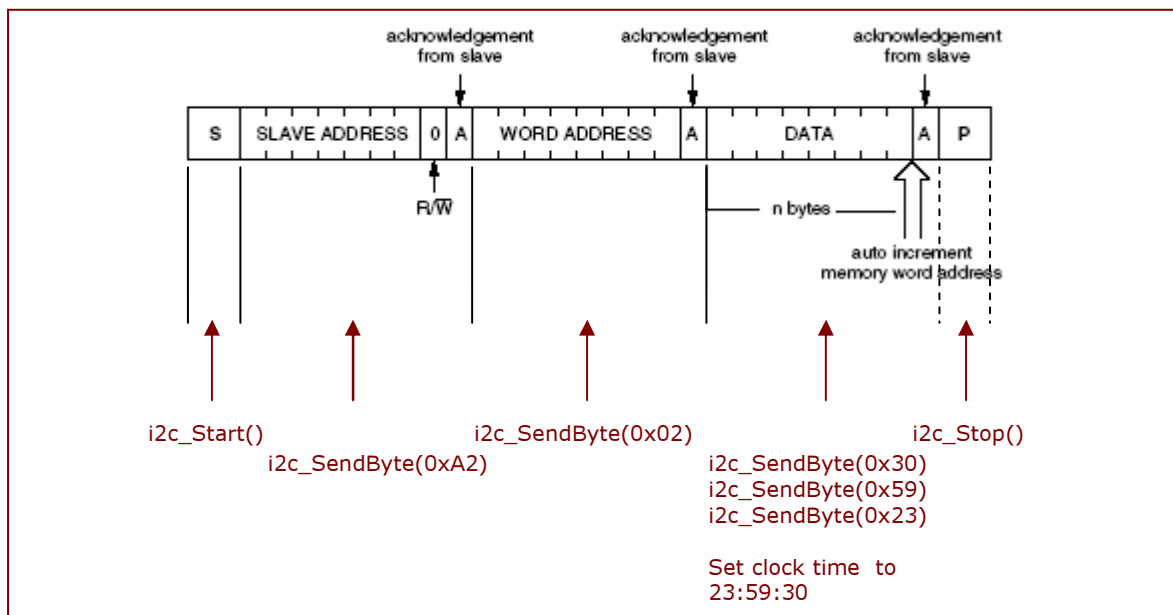 acknowledgement
from slave
acknowledgement
from slave
acknowledgement
from slave
S SLAVE ADDRESS 0 A WORD ADDRESS A DATA A P
R/W̅
n bytes
auto increment
memory word address
i2c_Start()
i2c_SendByte(0xA2)
i2c_SendByte(0x02)
i2c_SendByte(0x30)
i2c_SendByte(0x59)
i2c_SendByte(0x23)
Set clock time to
23:59:30
i2c_Stop()